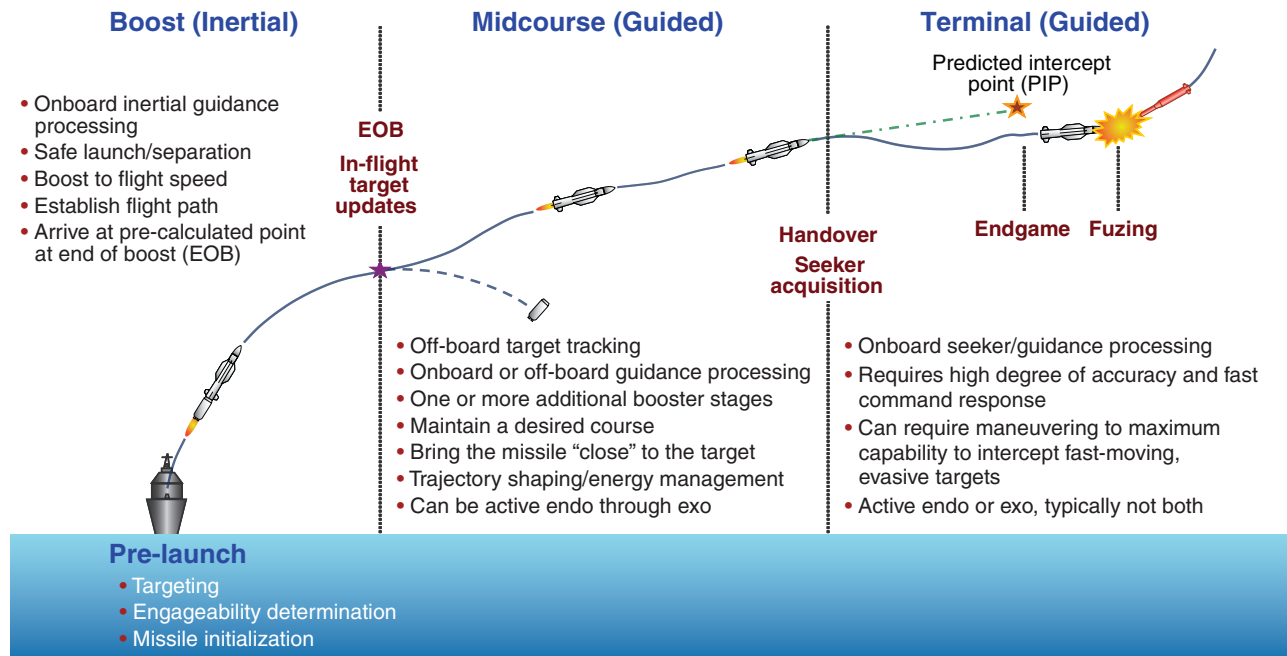 Boost (Inertial)
• Onboard inertial guidance
processing
• Safe launch/separation
• Boost to flight speed
• Establish flight path
• Arrive at pre-calculated point
at end of boost (EOB)
EOB
In-flight
target
updates
Midcourse (Guided)
• Off-board target tracking
• Onboard or off-board guidance processing
• One or more additional booster stages
• Maintain a desired course
• Bring the missile “close” to the target
• Trajectory shaping/energy management
• Can be active endo through exo
Handover
Seeker
acquisition
Terminal (Guided)
Predicted intercept
point (PIP)
Endgame
Fuzing
• Onboard seeker/guidance processing
• Requires high degree of accuracy and fast
command response
• Can require maneuvering to maximum
capability to intercept fast-moving,
evasive targets
• Active endo or exo, typically not both
Pre-launch
• Targeting
• Engageability determination
• Missile initialization